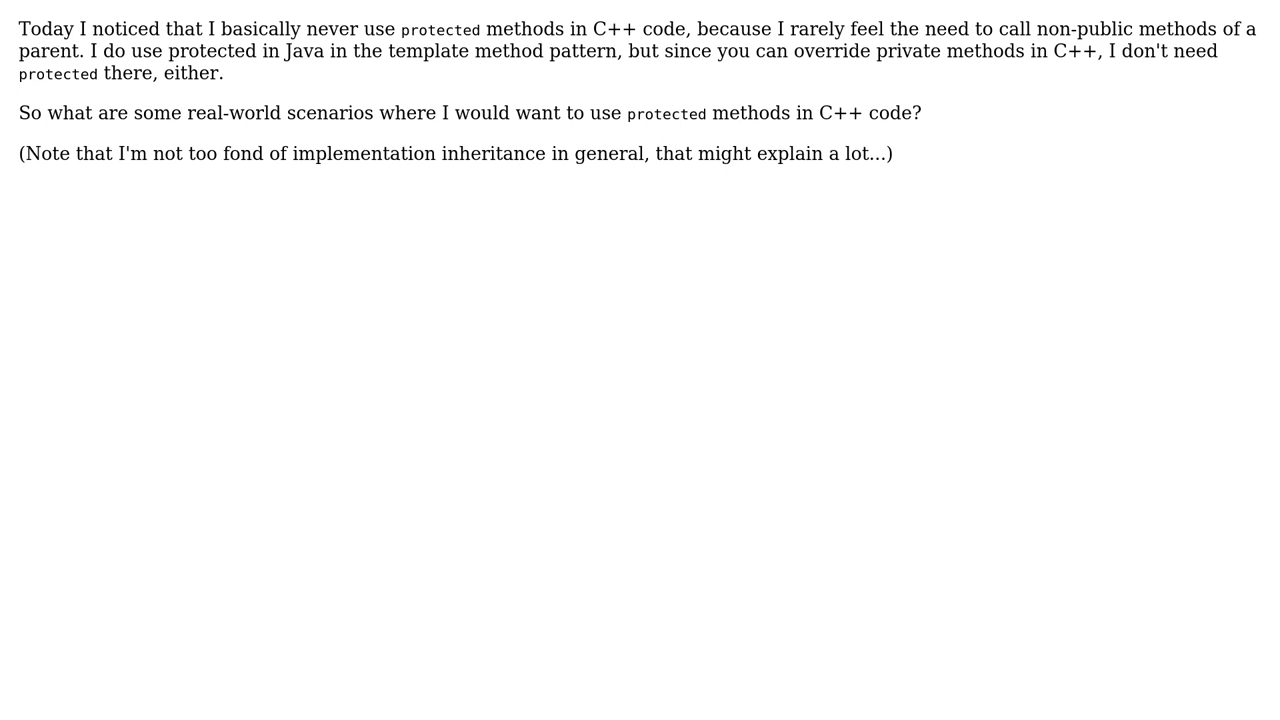 Today I noticed that I basically never use protected methods in C++ code, because I rarely feel the need to call non-public methods of a
parent. I do use protected in Java in the template method pattern, but since you can override private methods in C++, I don't need
protected there, either.
So what are some real-world scenarios where I would want to use protected methods in C++ code?
(Note that I'm not too fond of implementation inheritance in general, that might explain a lot...)